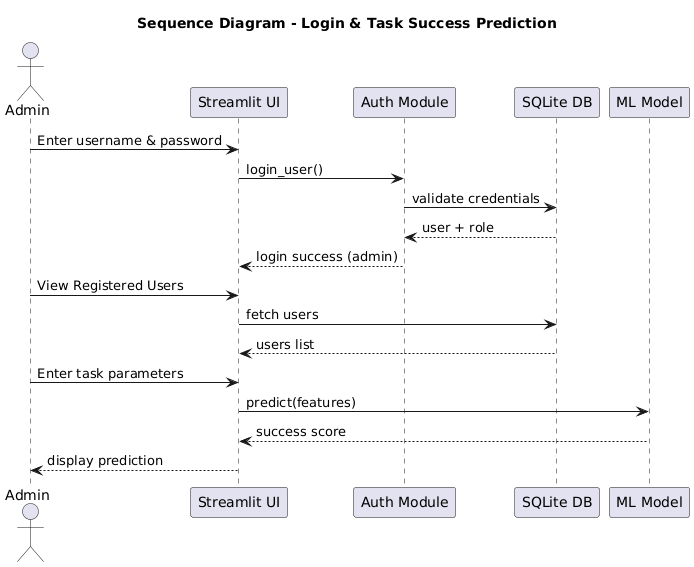 Sequence Diagram - Login & Task Success Prediction
Admin
Streamlit UI
Auth Module
SQLite DB
ML Model
Enter username & password
login_user()
validate credentials
user + role
login success (admin)
View Registered Users
fetch users
users list
Enter task parameters
predict(features)
success score
display prediction
Admin
Streamlit UI
Auth Module
SQLite DB
ML Model